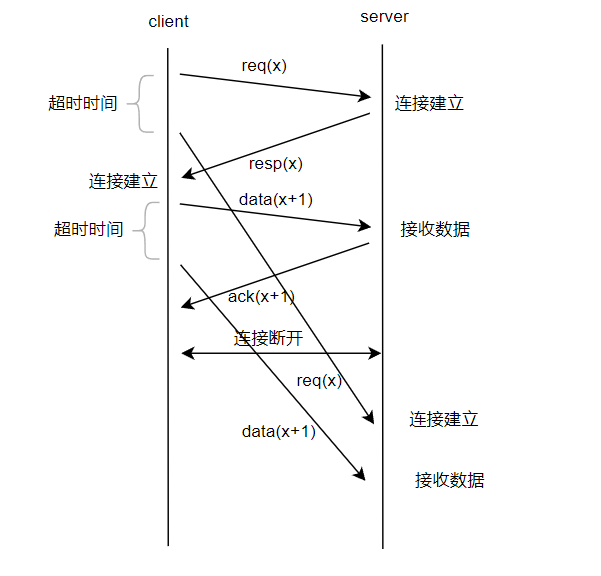 client
server
req(x)
超时时间
连接建立
resp(x)
连接建立
data(x+1)
超时时间
接收数据
ack(x+1)
连接断开
req(x)
连接建立
data(x+1)
接收数据